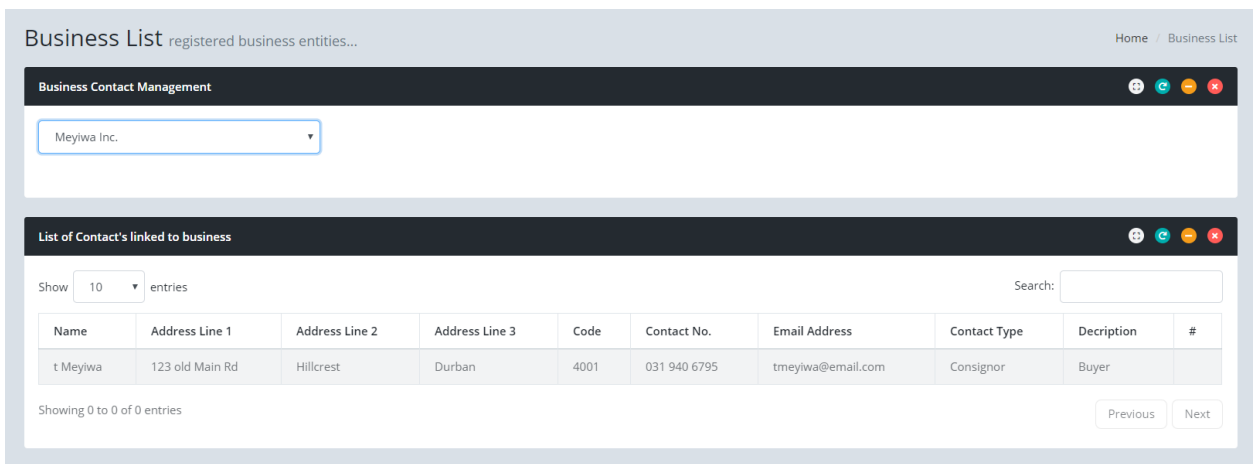 Business List registered business entities... Home / Business List
Business Contact Management
Meyiwa Inc.
List of Contact's linked to business
Show 10 entries Search:
Name Address Line 1 Address Line 2 Address Line 3 Code Contact No. Email Address Contact Type Decription #
t Meyiwa 123 old Main Rd Hillcrest Durban 4001 031 940 6795 tmeyiwa@email.com Consignor Buyer
Showing 0 to 0 of 0 entries Previous Next